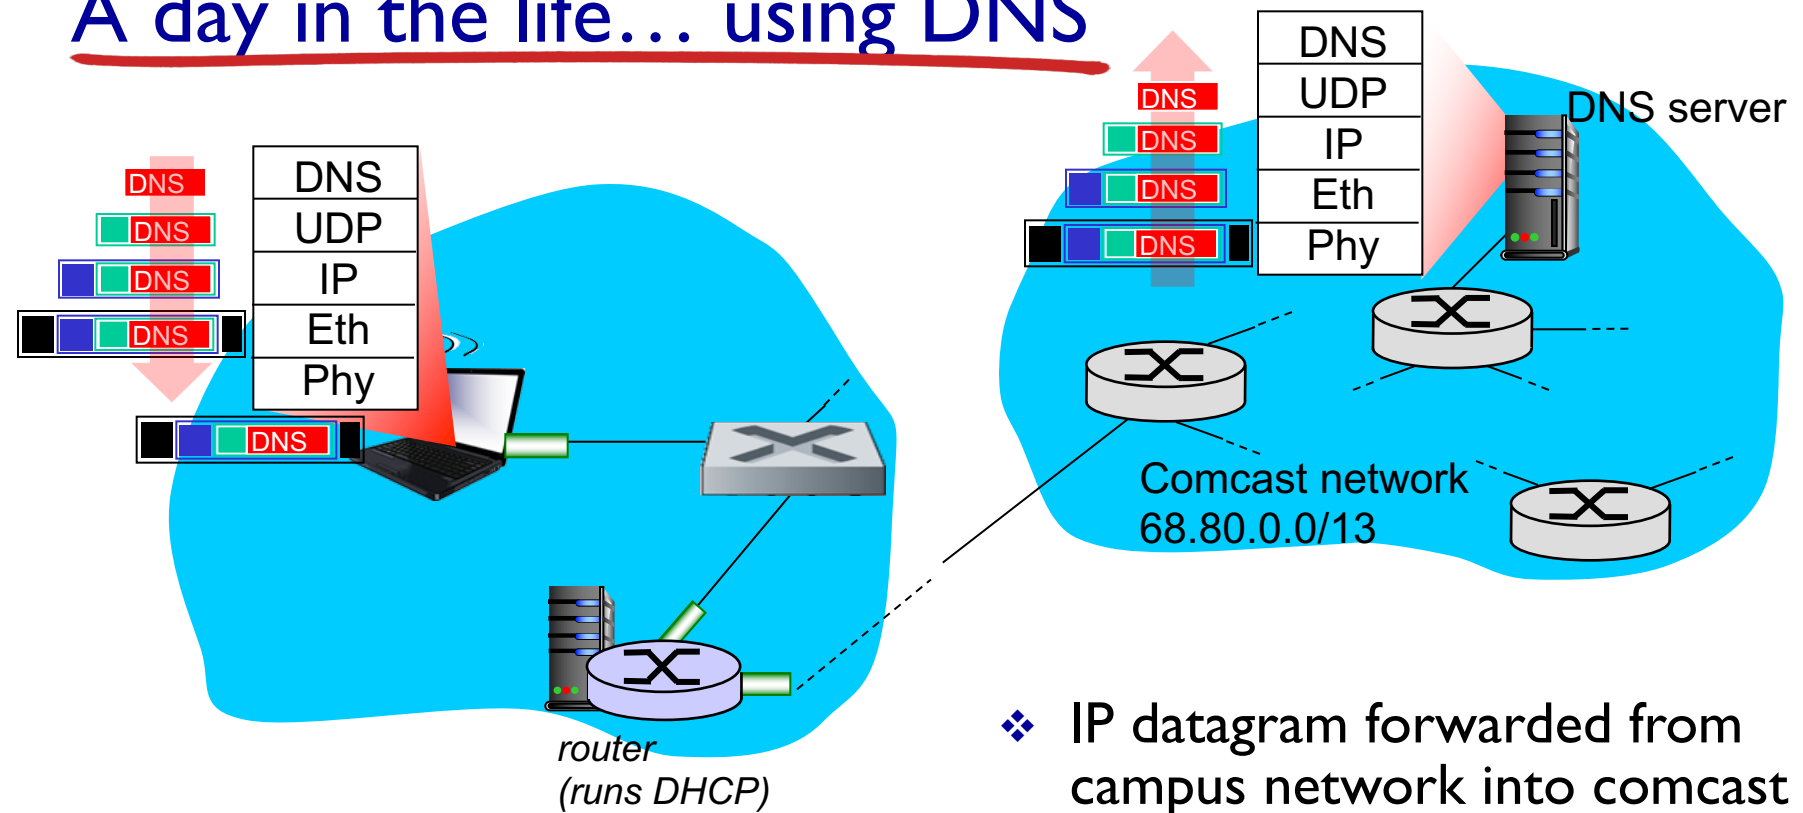 A day in the life… using DNS
DNS
DNS
DNS
DNS
DNS
DNS
UDP
IP
Eth
Phy
DNS
DNS
DNS
DNS
DNS
UDP
IP
Eth
Phy
DNS server
Comcast network
68.80.0.0/13
router
(runs DHCP)
❖ IP datagram forwarded from
campus network into comcast